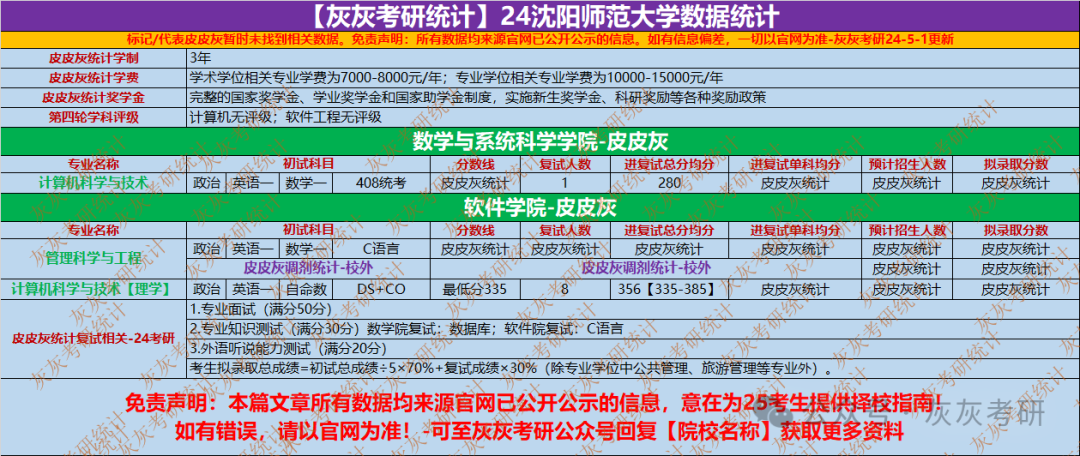 【灰灰考研统计】24沈阳师范大学数据统计
标记/代表皮皮灰暂时未找到相关数据。免责声明：所有数据均来源官网已公开公示的信息。如有信息偏差，一切以官网为准-灰灰考研24-5-1更新
皮皮灰统计学制 3年
皮皮灰统计学费 学术学位相关专业学费为7000-8000元/年；专业学位相关专业学费为10000-15000元/年
皮皮灰统计奖学金 完整的国家奖学金、学业奖学金和国家助学金制度，实施新生奖学金、科研奖励等各种奖励政策
第四轮学科评级 计算机无评级；软件工程无评级
数学与系统科学学院-皮皮灰
专业名称 初试科目 分数线 复试人数 进复试总分均分 进复试单科均分 预计招生人数 拟录取分数
计算机科学与技术 政治 英语一 数学一 408统考 皮皮灰统计 1 280 皮皮灰统计 皮皮灰统计 皮皮灰统计
软件学院-皮皮灰
专业名称 初试科目 分数线 复试人数 进复试总分均分 进复试单科均分 预计招生人数 拟录取分数
管理科学与工程 政治 英语一 数学一 C语言 皮皮灰统计 皮皮灰统计 皮皮灰统计 皮皮灰统计 皮皮灰统计 皮皮灰统计
皮皮灰调剂统计-校外 皮皮灰调剂统计-校外 皮皮灰统计 皮皮灰统计
计算机科学与技术【理学】 政治 英语一 自命数 DS+CO 最低分335 8 356【335-385】 皮皮灰统计 皮皮灰统计 皮皮灰统计
皮皮灰统计复试相关-24考研
1.专业面试（满分50分）
2.专业知识测试（满分30分）数学院复试：数据库；软件院复试：C语言
3.外语听说能力测试（满分20分）
考生拟录取总成绩=初试总成绩÷5×70%+复试成绩×30%（除专业学位中公共管理、旅游管理等专业外）。
免责声明：本篇文章所有数据均来源官网已公开公示的信息，意在为25考生提供择校指南！
如有错误，请以官网为准！ 可至灰灰考研公众号回复【院校名称】获取更多资料
公众号 · 灰灰考研